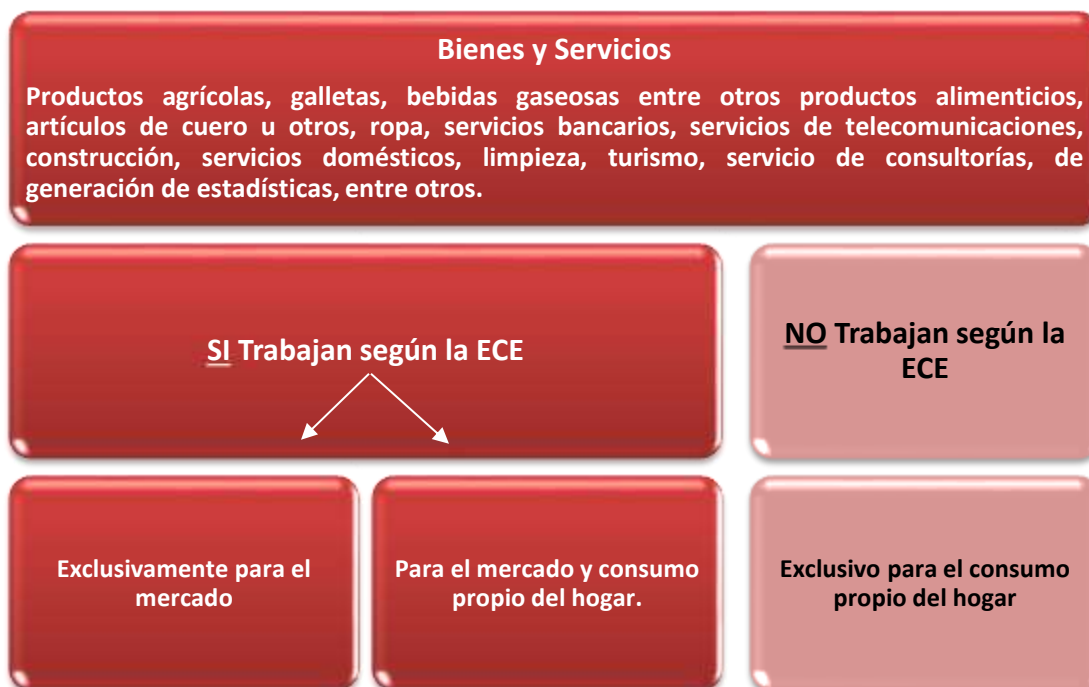 Bienes y Servicios
Productos agrícolas, galletas, bebidas gaseosas entre otros productos alimenticios,
artículos de cuero u otros, ropa, servicios bancarios, servicios de telecomunicaciones,
construcción, servicios domésticos, limpieza, turismo, servicio de consultorías, de
generación de estadísticas, entre otros.
SI Trabajan según la ECE
NO Trabajan según la
ECE
Exclusivamente para el
mercado
Para el mercado y consumo
propio del hogar.
Exclusivo para el consumo
propio del hogar